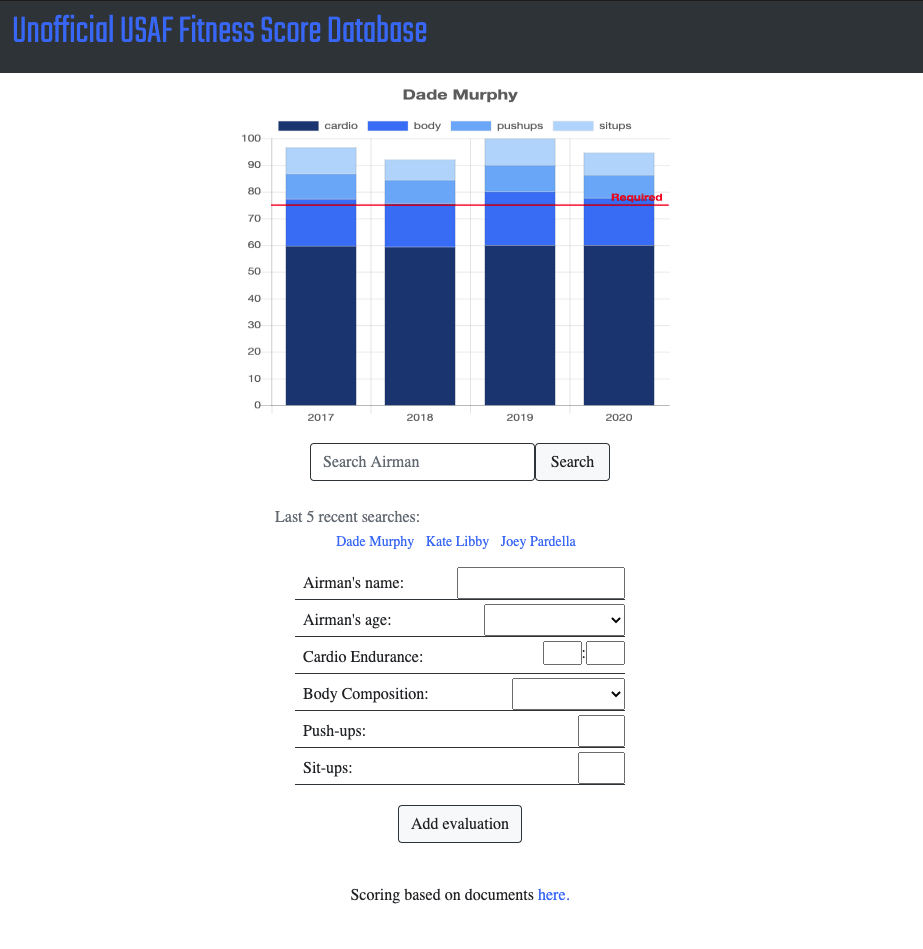 Unofficial USAF Fitness Score Database
Dade Murphy
cardio body pushups situps
100
90
80
Required
70
60
50
40
30
20
10
0
2017 2018 2019 2020
Search Airman Search
Last 5 recent searches:
Dade Murphy Kate Libby Joey Pardella
Airman's name:
Airman's age:
Cardio Endurance: :
Body Composition:
Push-ups:
Sit-ups:
Add evaluation
Scoring based on documents here.